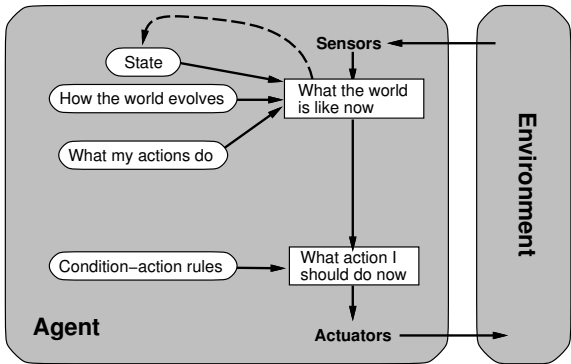 Sensors
State
How the world evolves
What the world
is like now
What my actions do
Environment
Condition−action rules
What action I
should do now
Agent
Actuators